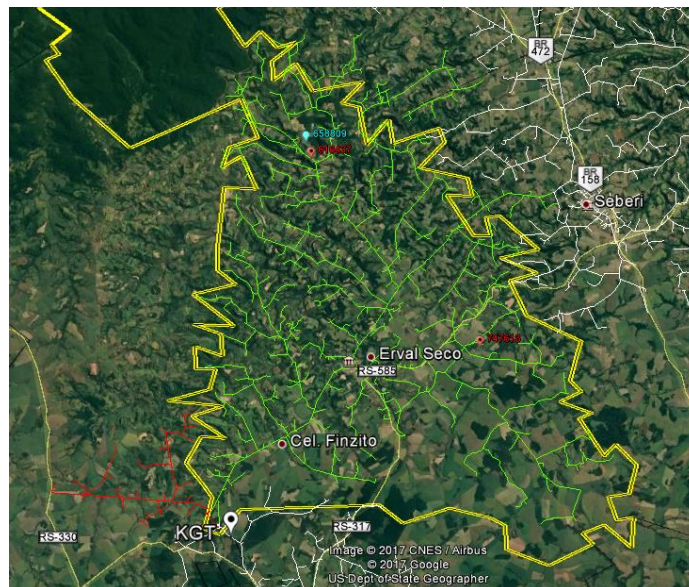 BR
472
658809
BR
158
Seberi
Erval Seco
RS-585
Cel. Finzito
KGT
RS-330
RS-317
Image © 2017 CNES / Airbus
© 2017 Google
US Dept of State Geographer